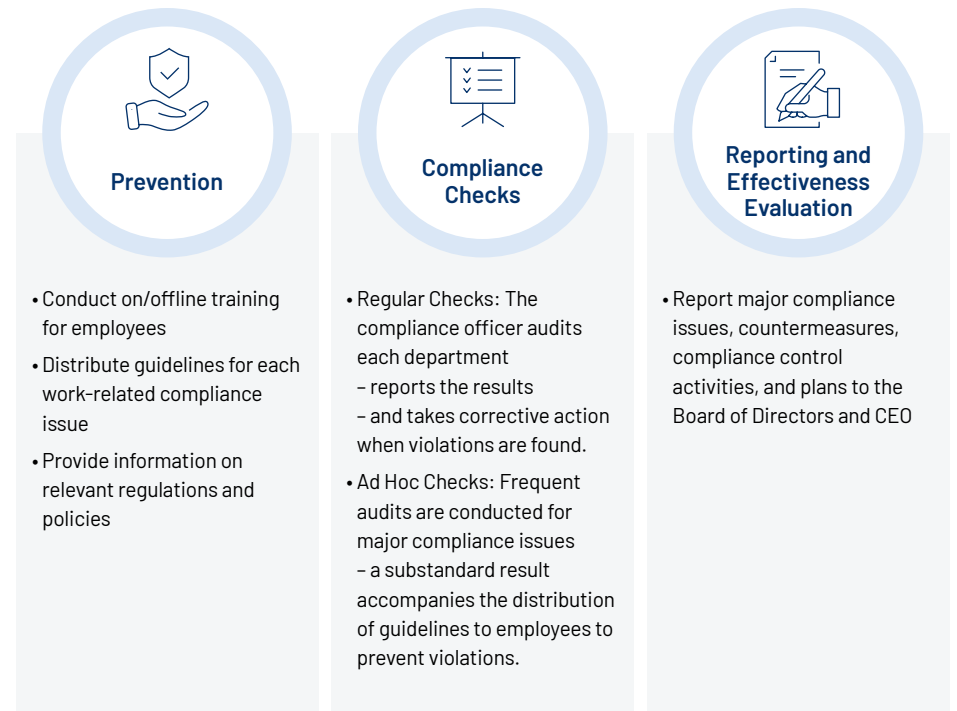 Prevention
• Conduct on/offline training
for employees
• Distribute guidelines for each
work-related compliance
issue
• Provide information on
relevant regulations and
policies
Compliance
Checks
• Regular Checks: The
compliance officer audits
each department
– reports the results
– and takes corrective action
when violations are found.
• Ad Hoc Checks: Frequent
audits are conducted for
major compliance issues
– a substandard result
accompanies the distribution
of guidelines to employees to
prevent violations.
Reporting and
Effectiveness
Evaluation
• Report major compliance
issues, countermeasures,
compliance control
activities, and plans to the
Board of Directors and CEO